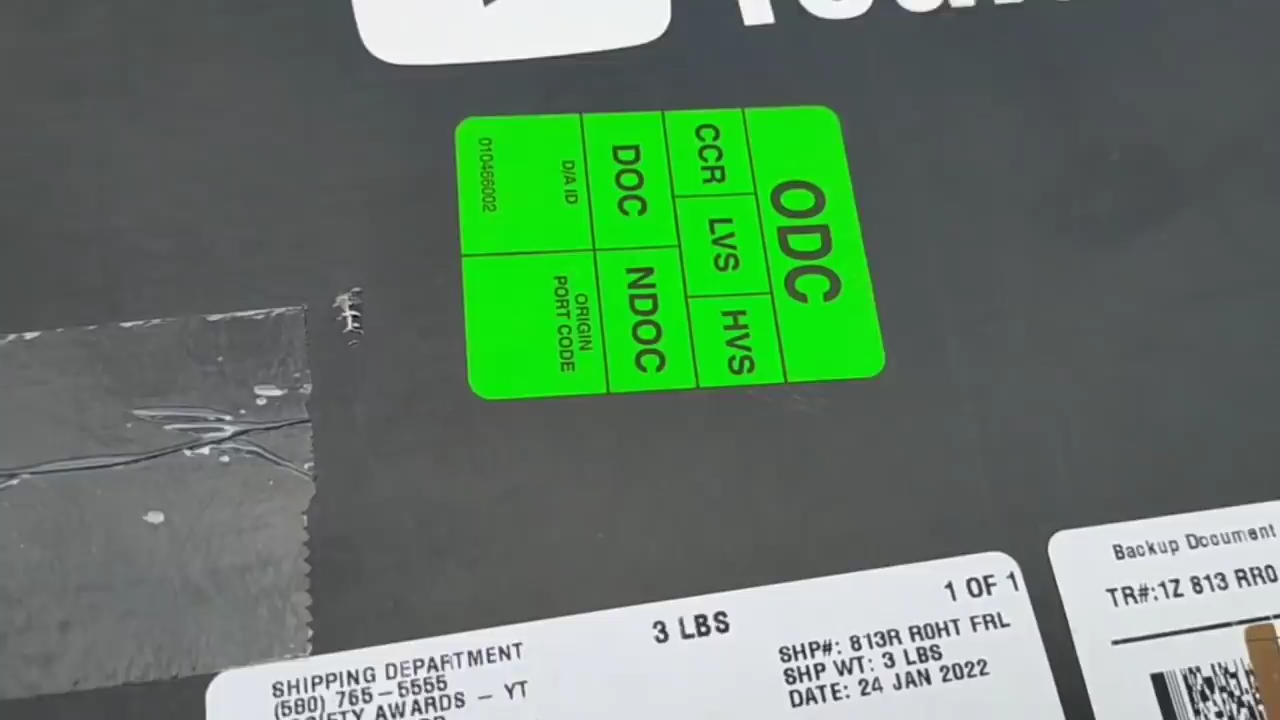 ODC
CCR
LVS
HVS
DOC
NDOC
D/A ID
010466002
ORIGIN
PORT CODE
3 LBS
1 OF 1
SHIPPING DEPARTMENT
(580) 765-5555
AWARDS - YT
SHP#: 813R R0HT FRL
SHP WT: 3 LBS
DATE: 24 JAN 2022
Backup Document
TR#:1Z 813 RR0